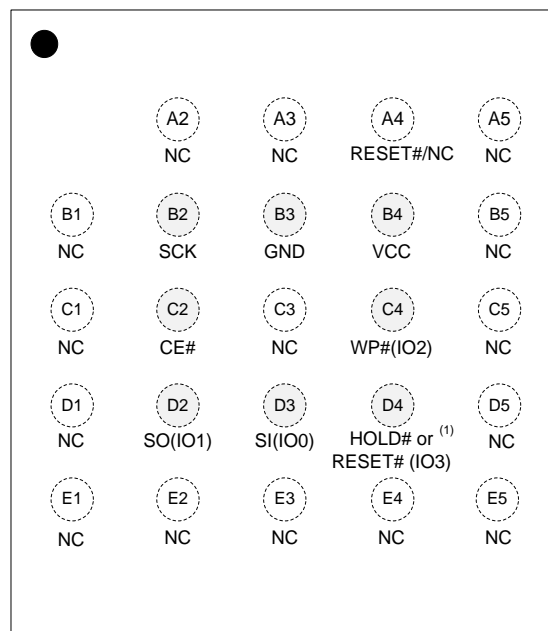 A2 A3 A4 A5
NC NC RESET#/NC NC
B1 B2 B3 B4 B5
NC SCK GND VCC NC
C1 C2 C3 C4 C5
NC CE# NC WP#(IO2) NC
D1 D2 D3 D4 D5
NC SO(IO1) SI(IO0) HOLD# or (1) NC
RESET# (IO3)
E1 E2 E3 E4 E5
NC NC NC NC NC